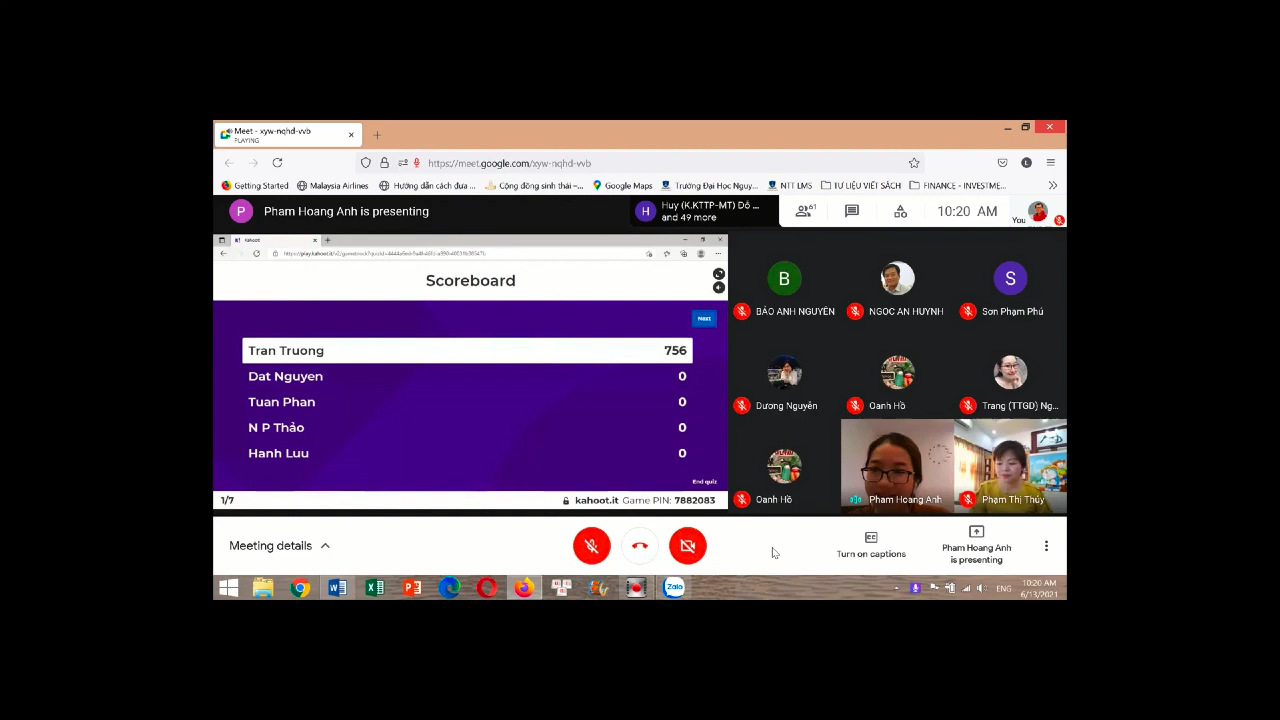 Meet - xyw-nqhd-vvb
PLAYING
https://meet.google.com/xyw-nqhd-vvb
Getting Started
Malaysia Airlines
Hướng dẫn cách đưa ...
Cộng đồng sinh thái –...
Google Maps
Trường Đại Học Nguy...
NTT LMS
TƯ LIỆU VIẾT SÁCH
FINANCE - INVESTME...
P
Pham Hoang Anh is presenting
H
Huy (K.KTTP-MT) Đỗ ...
and 49 more
61
10:20 AM
You
Kahoot!
Scoreboard
Next
Tran Truong 756
Dat Nguyen 0
Tuan Phan 0
N P Thảo 0
Hanh Luu 0
End quiz
1/7
kahoot.it Game PIN: 7882083
B
BẢO ANH NGUYÊN
NGOC AN HUYNH
S
Sơn Phạm Phú
Dương Nguyễn
Oanh Hồ
Trang (TTGD) Ng...
Oanh Hồ
Pham Hoang Anh
Phạm Thị Thúy
Meeting details
CC
Turn on captions
Pham Hoang Anh
is presenting
Zalo
ENG
10:20 AM
6/13/2021